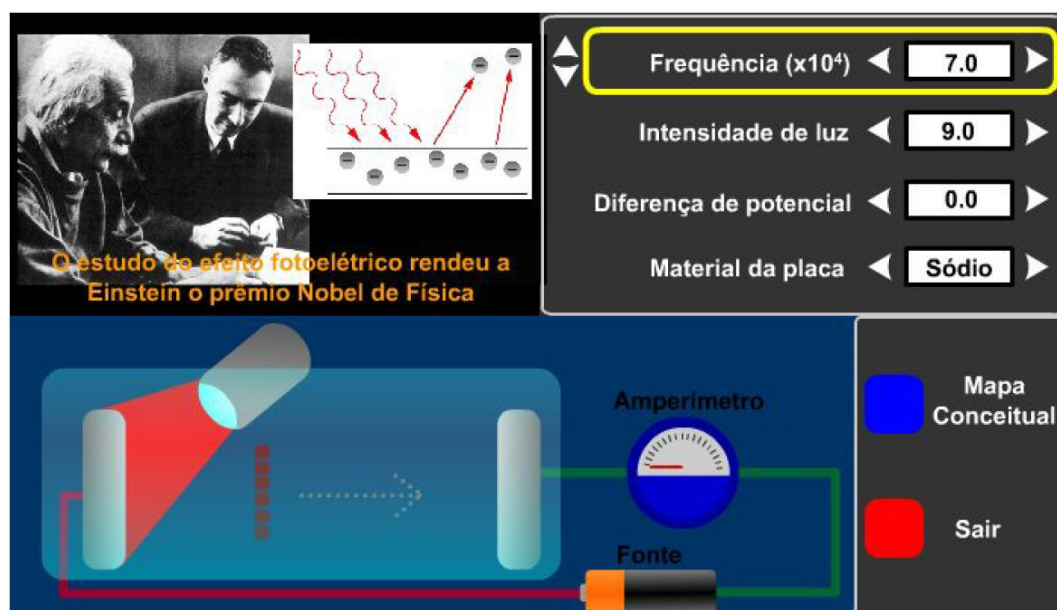 O estudo do efeito fotoelétrico rendeu a
Einstein o prêmio Nobel de Física
Frequência (x10⁴) 7.0
Intensidade de luz 9.0
Diferença de potencial 0.0
Material da placa Sódio
Amperímetro
Fonte
Mapa
Conceitual
Sair